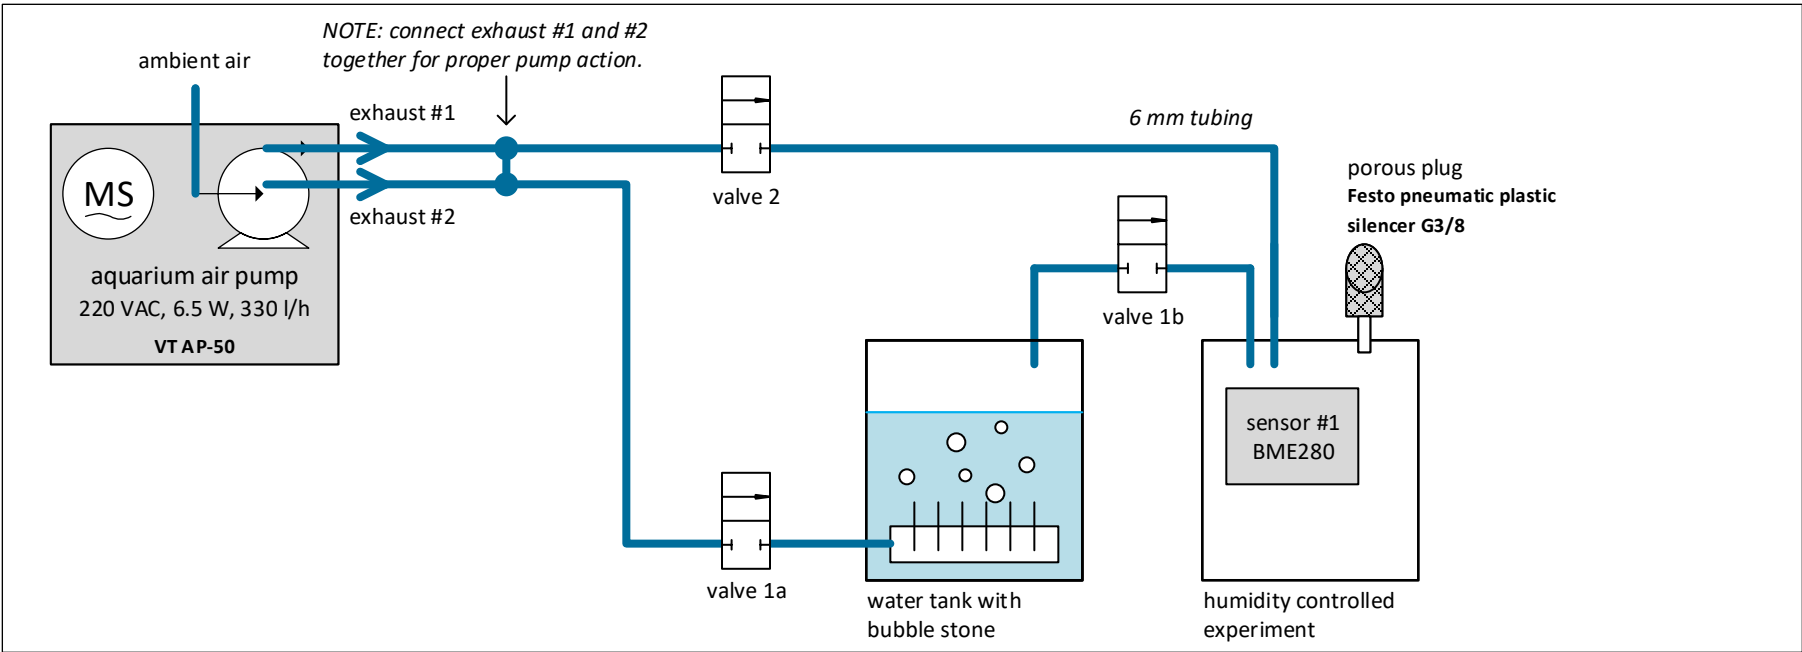 NOTE: connect exhaust #1 and #2
together for proper pump action.
ambient air
exhaust #1
6 mm tubing
porous plug
Festo pneumatic plastic
silencer G3/8
MS
valve 2
exhaust #2
aquarium air pump
220 VAC, 6.5 W, 330 l/h
VT AP-50
valve 1b
sensor #1
BME280
valve 1a
water tank with
bubble stone
humidity controlled
experiment